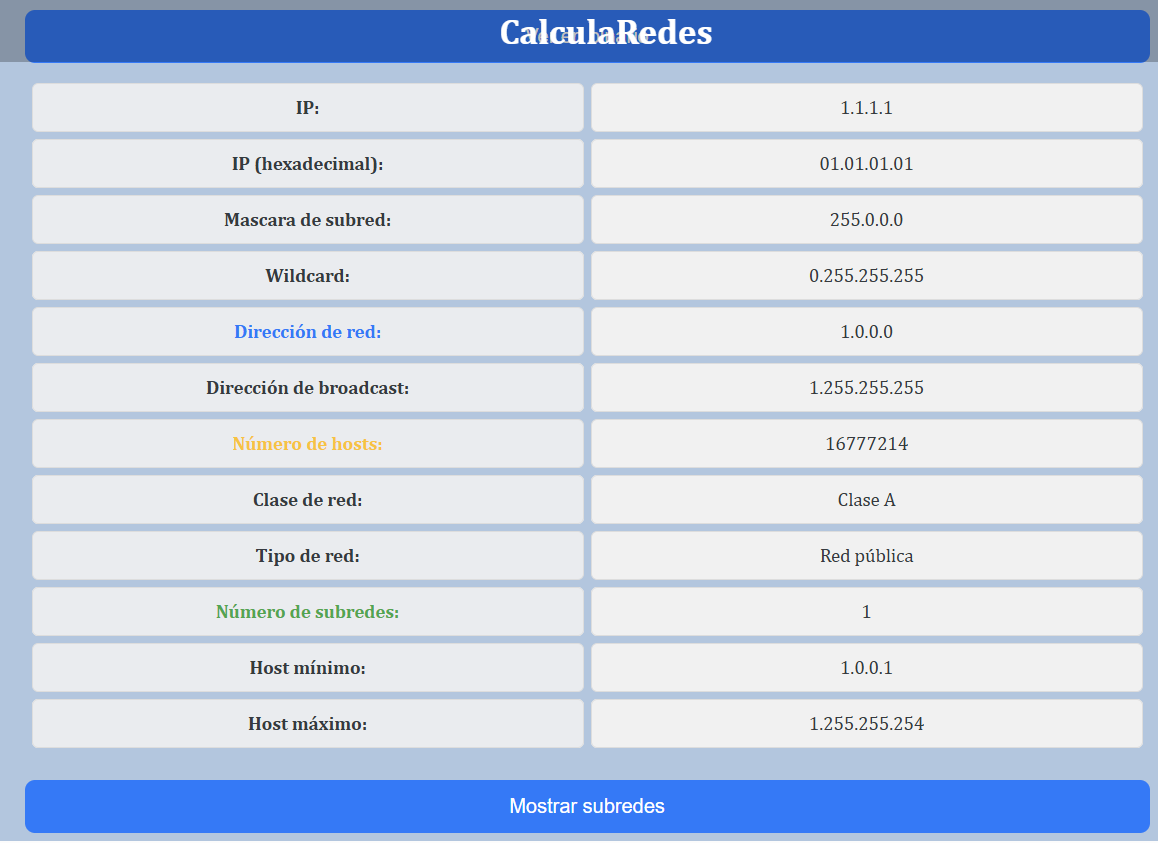 CalculaRedes
IP: 1.1.1.1
IP (hexadecimal): 01.01.01.01
Mascara de subred: 255.0.0.0
Wildcard: 0.255.255.255
Dirección de red: 1.0.0.0
Dirección de broadcast: 1.255.255.255
Número de hosts: 16777214
Clase de red: Clase A
Tipo de red: Red pública
Número de subredes: 1
Host mínimo: 1.0.0.1
Host máximo: 1.255.255.254
Mostrar subredes